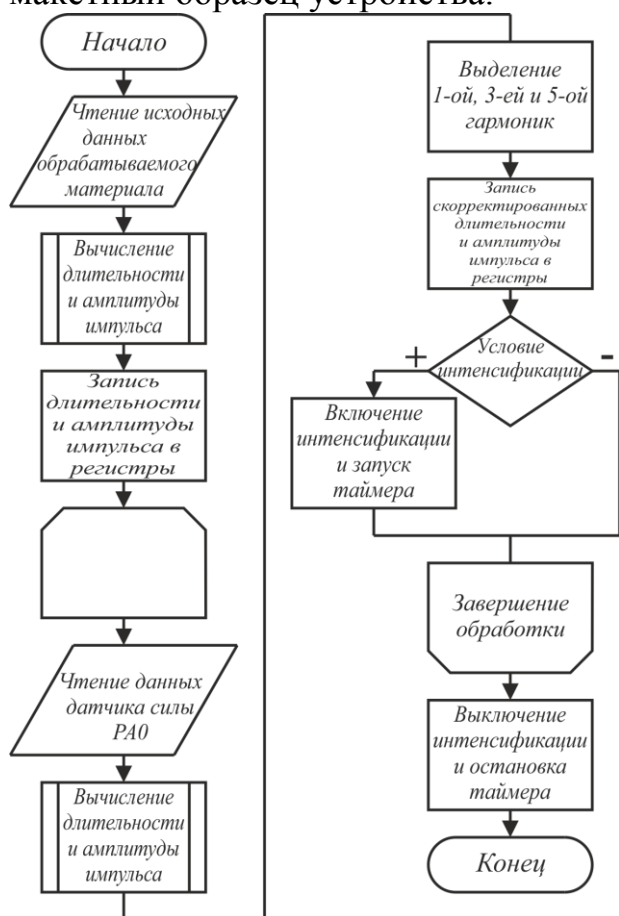 макетный образец устройства.
Начало
Чтение исходных
данных
обрабатываемого
материала
Вычисление
длительности
и амплитуды
импульса
Запись
длительности
и амплитуды
импульса в
регистры
Чтение данных
датчика силы
PA0
Вычисление
длительности
и амплитуды
импульса
Выделение
1-ой, 3-ей и 5-ой
гармоник
Запись
скорректированных
длительности
и амплитуды
импульса в
регистры
Условие
интенсификации
+
-
Включение
интенсификации
и запуск
таймера
Завершение
обработки
Выключение
интенсификации
и остановка
таймера
Конец